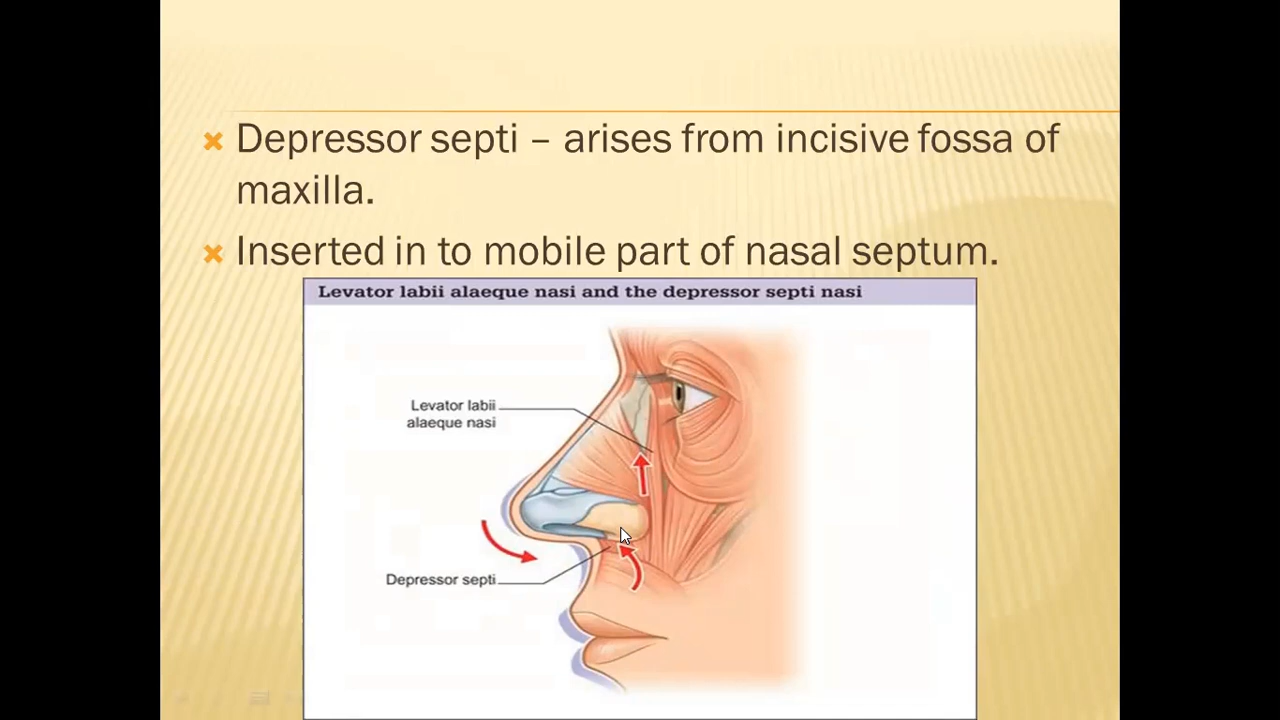 Depressor septi – arises from incisive fossa of
maxilla.
Inserted in to mobile part of nasal septum.
Levator labii alaeque nasi and the depressor septi nasi
Levator labii
alaeque nasi
Depressor septi